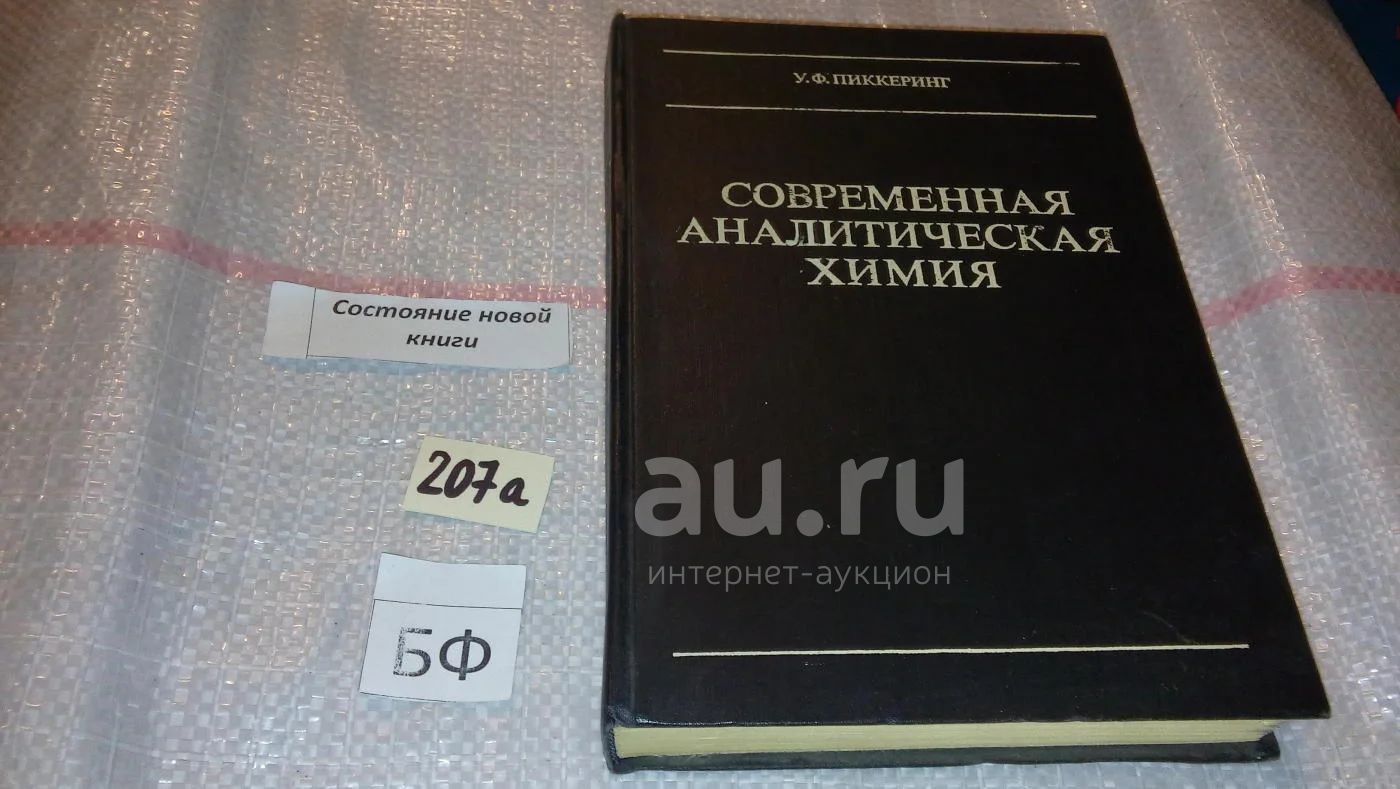 У.Ф. ПИККЕРИНГ
СОВРЕМЕННАЯ
АНАЛИТИЧЕСКАЯ
ХИМИЯ
Состояние новой
книги
207а
БФ
au.ru
интернет-аукцион